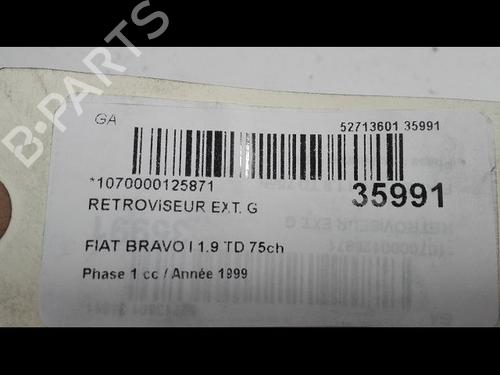 B-PARTS
GA
52713601 35991
*1070000125871
35991
RETROVISEUR EXT. G
FIAT BRAVO I 1.9 TD 75ch
Phase 1 cc / Année 1999